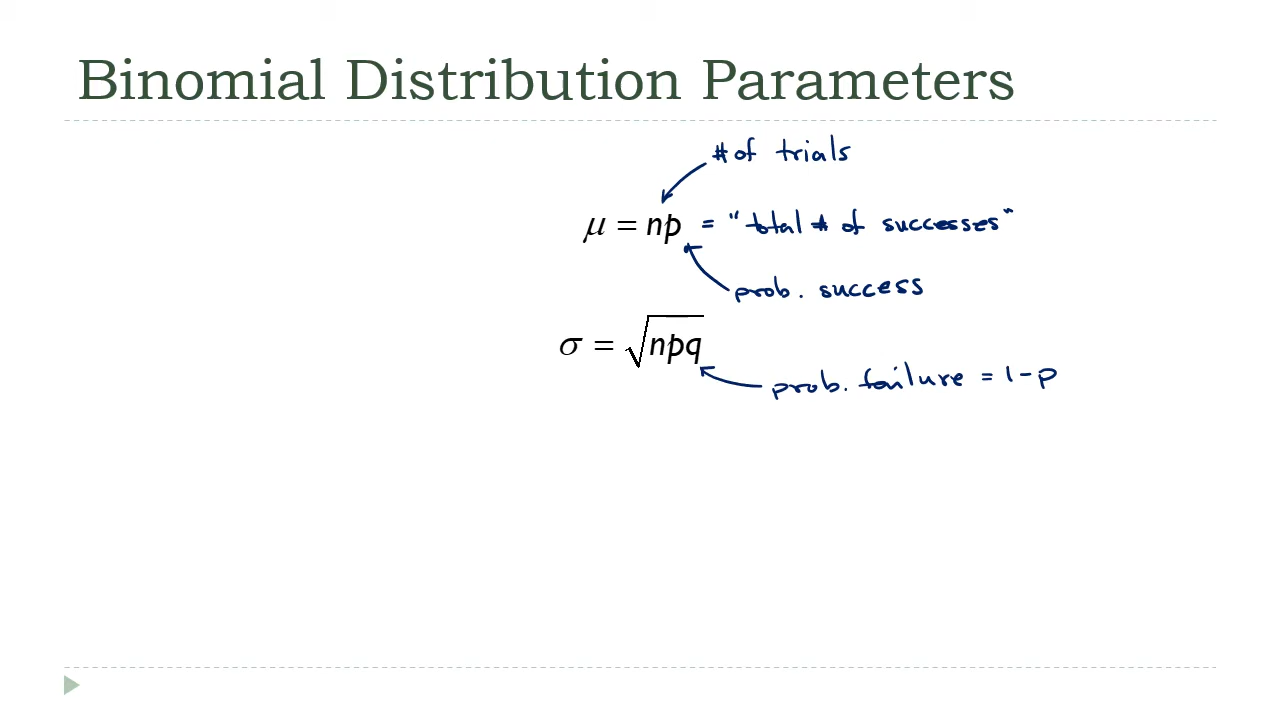 Binomial Distribution Parameters
# of trials
μ = np = "total # of successes"
prob. success
σ = √npq
prob. failure = 1-p